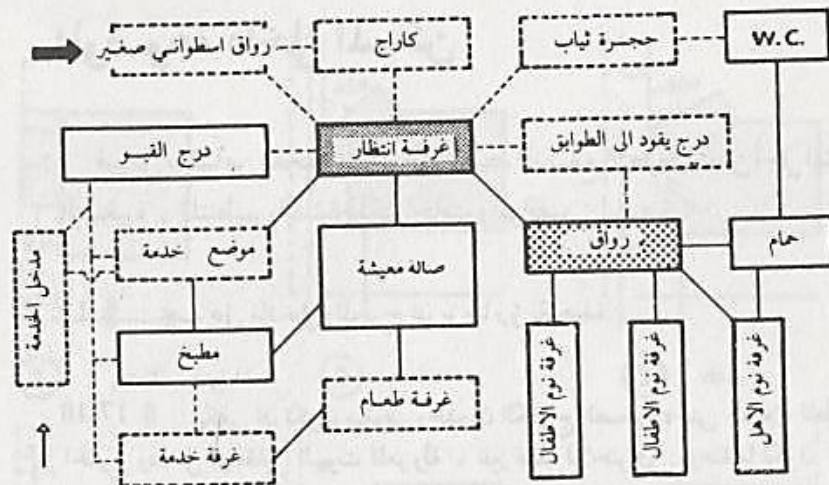 رواق اسطواني صغير
كاراج
حجرة ثياب
W.C.
درج القبو
غرفة انتظار
درج يقود الى الطوابق
مدخل الخدمة
موضع خدمة
صالة معيشة
رواق
حمام
مطبخ
غرفة طعام
غرفة خدمة
غرفة نوم الاطفال
غرفة نوم الاطفال
غرفة نوم الاهل